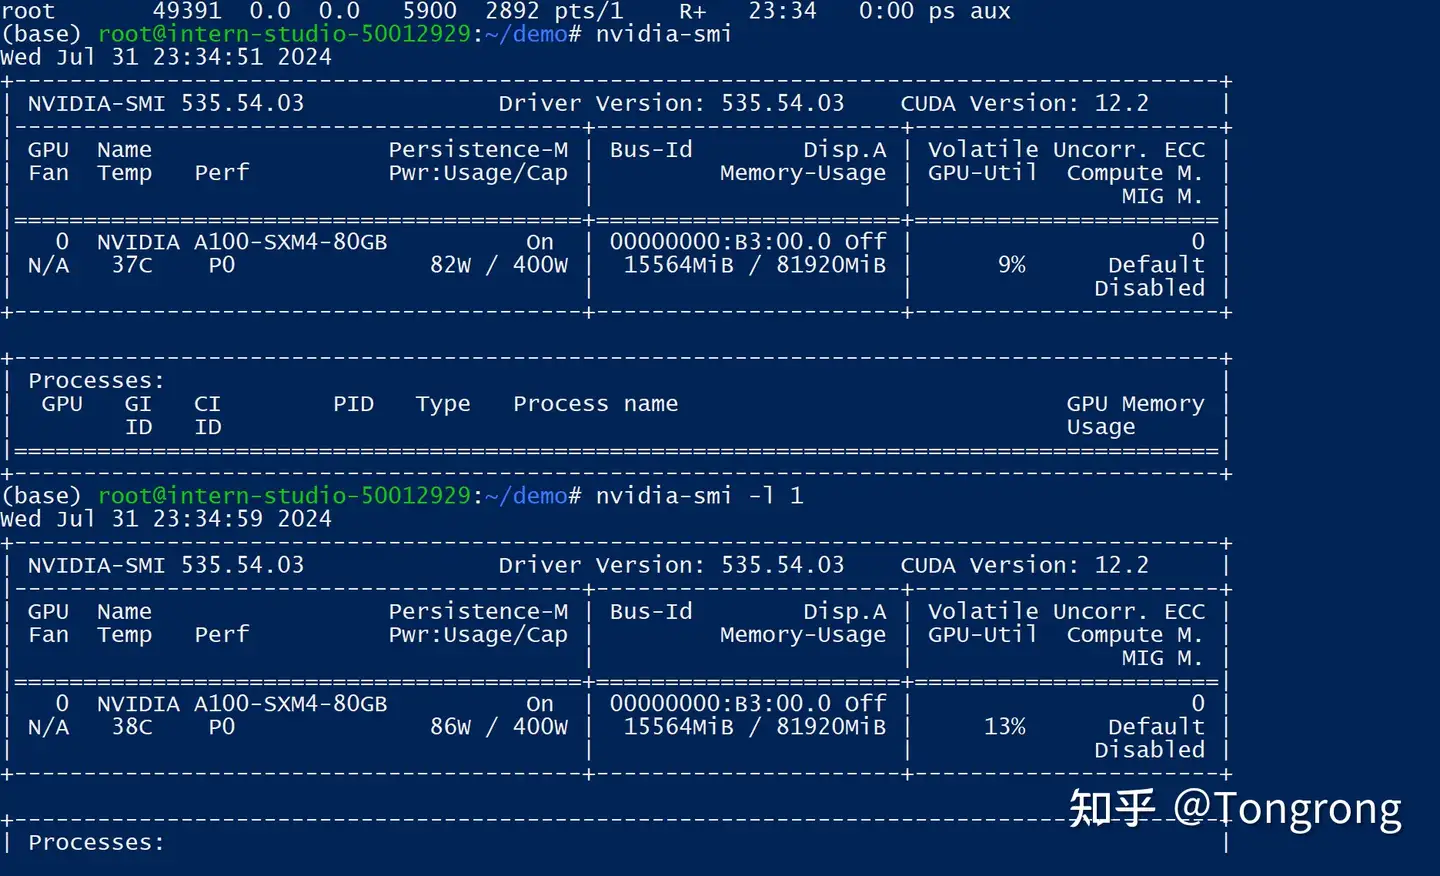 root       49391  0.0  0.0   5900  2892 pts/1    R+   23:34   0:00 ps aux
(base) root@intern-studio-50012929:~/demo# nvidia-smi
Wed Jul 31 23:34:51 2024
+---------------------------------------------------------------------------------------+
| NVIDIA-SMI 535.54.03              Driver Version: 535.54.03    CUDA Version: 12.2     |
|-----------------------------------------+----------------------+----------------------+
| GPU  Name                 Persistence-M | Bus-Id        Disp.A | Volatile Uncorr. ECC |
| Fan  Temp   Perf          Pwr:Usage/Cap |         Memory-Usage | GPU-Util  Compute M. |
|                                         |                      |               MIG M. |
|=========================================+======================+======================|
|   0  NVIDIA A100-SXM4-80GB          On  | 00000000:B3:00.0 Off |                    0 |
| N/A   37C    P0              82W / 400W |  15564MiB / 81920MiB |      9%      Default |
|                                         |                      |             Disabled |
+-----------------------------------------+----------------------+----------------------+
+---------------------------------------------------------------------------------------+
| Processes:                                                                            |
|  GPU   GI   CI        PID   Type   Process name                            GPU Memory |
|        ID   ID                                                             Usage      |
|=======================================================================================|
+---------------------------------------------------------------------------------------+
(base) root@intern-studio-50012929:~/demo# nvidia-smi -l 1
Wed Jul 31 23:34:59 2024
+---------------------------------------------------------------------------------------+
| NVIDIA-SMI 535.54.03              Driver Version: 535.54.03    CUDA Version: 12.2     |
|-----------------------------------------+----------------------+----------------------+
| GPU  Name                 Persistence-M | Bus-Id        Disp.A | Volatile Uncorr. ECC |
| Fan  Temp   Perf          Pwr:Usage/Cap |         Memory-Usage | GPU-Util  Compute M. |
|                                         |                      |               MIG M. |
|=========================================+======================+======================|
|   0  NVIDIA A100-SXM4-80GB          On  | 00000000:B3:00.0 Off |                    0 |
| N/A   38C    P0              86W / 400W |  15564MiB / 81920MiB |     13%      Default |
|                                         |                      |             Disabled |
+-----------------------------------------+----------------------+----------------------+
+---------------------------------------------------------------------------------------+
| Processes:                                                                            |
知乎 @Tongrong